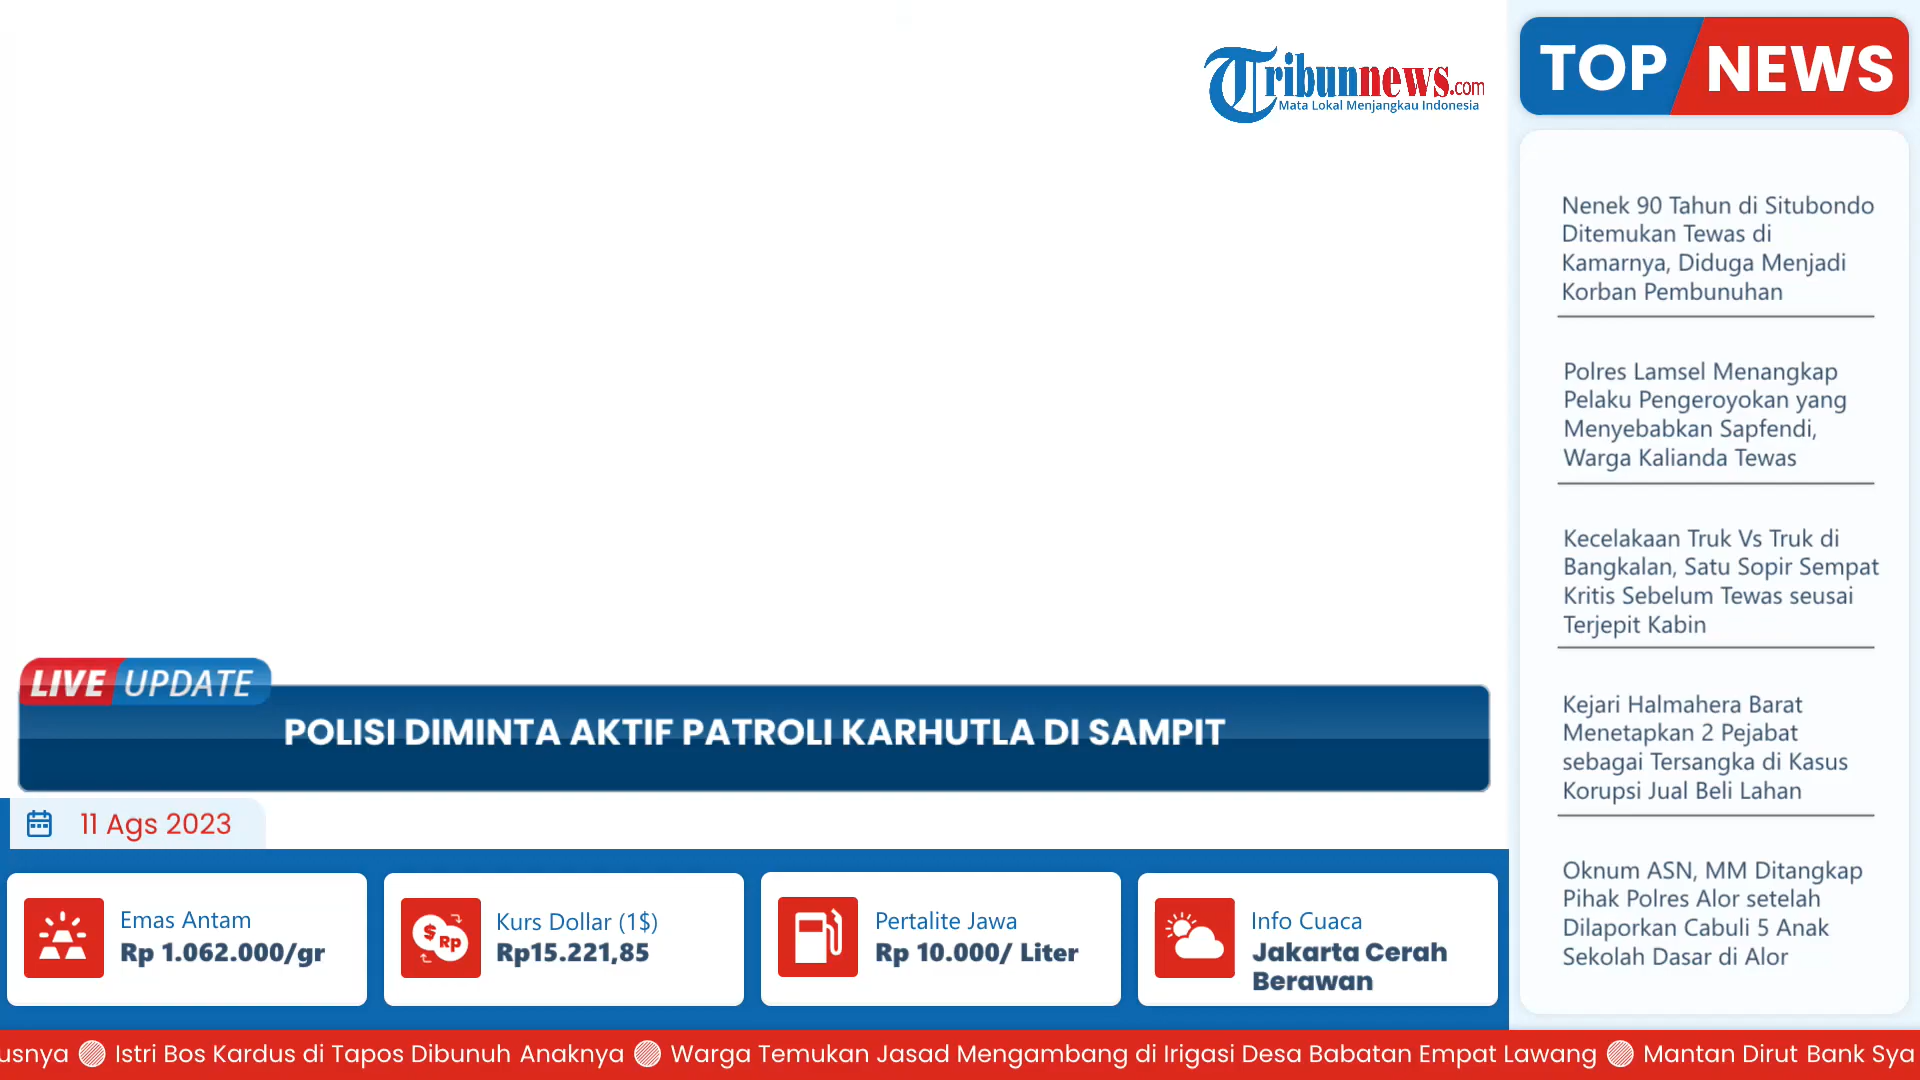 Tribunnews.com
Mata Lokal Menjangkau Indonesia
TOP NEWS
Nenek 90 Tahun di Situbondo
Ditemukan Tewas di
Kamarnya, Diduga Menjadi
Korban Pembunuhan
Polres Lamsel Menangkap
Pelaku Pengeroyokan yang
Menyebabkan Sapfendi,
Warga Kalianda Tewas
Kecelakaan Truk Vs Truk di
Bangkalan, Satu Sopir Sempat
Kritis Sebelum Tewas seusai
Terjepit Kabin
Kejari Halmahera Barat
Menetapkan 2 Pejabat
sebagai Tersangka di Kasus
Korupsi Jual Beli Lahan
Oknum ASN, MM Ditangkap
Pihak Polres Alor setelah
Dilaporkan Cabuli 5 Anak
Sekolah Dasar di Alor
LIVE UPDATE
POLISI DIMINTA AKTIF PATROLI KARHUTLA DI SAMPIT
11 Ags 2023
Emas Antam
Rp 1.062.000/gr
$ Rp
Kurs Dollar (1$)
Rp15.221,85
Pertalite Jawa
Rp 10.000/ Liter
Info Cuaca
Jakarta Cerah
Berawan
usnya Istri Bos Kardus di Tapos Dibunuh Anaknya Warga Temukan Jasad Mengambang di Irigasi Desa Babatan Empat Lawang Mantan Dirut Bank Sya